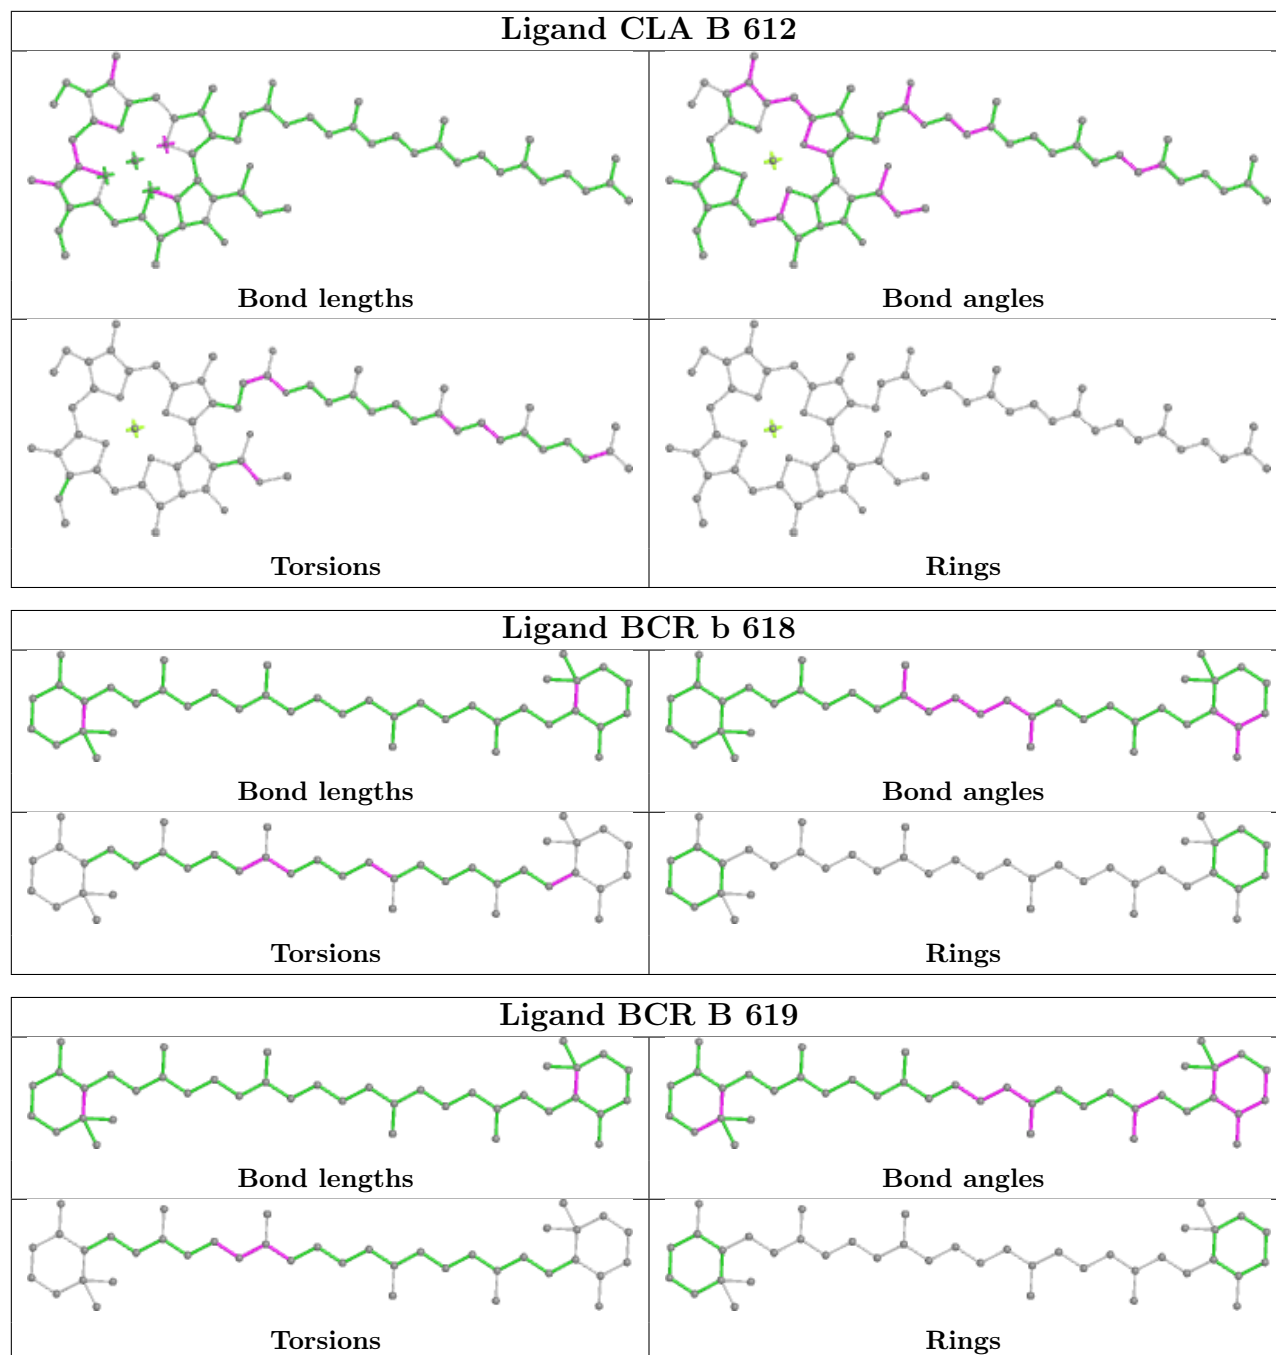 Ligand CLA B 612
Bond lengths
Bond angles
Torsions
Rings
Ligand BCR b 618
Bond lengths
Bond angles
Torsions
Rings
Ligand BCR B 619
Bond lengths
Bond angles
Torsions
Rings